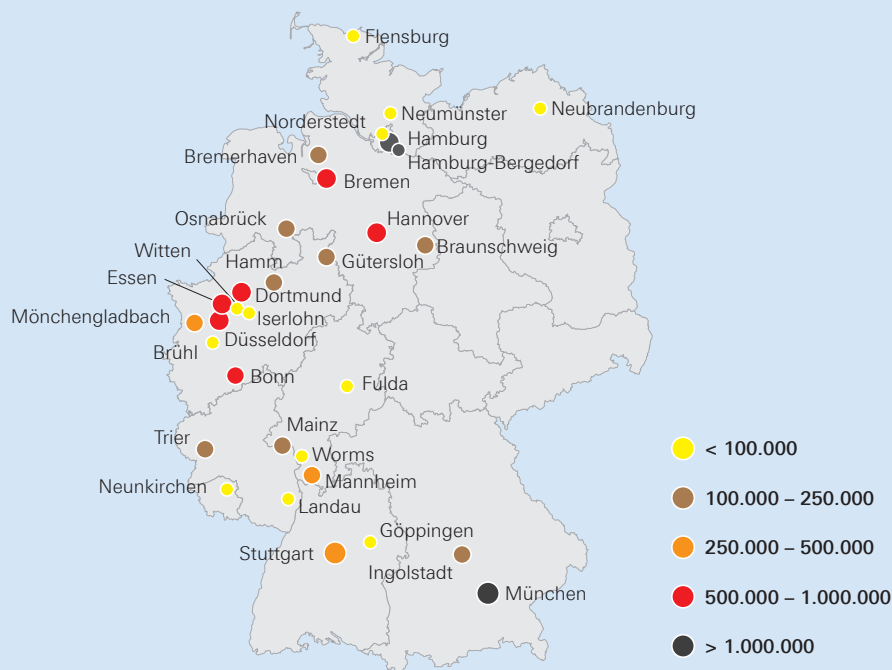 Flensburg
Neumünster
Neubrandenburg
Norderstedt
Hamburg
Bremerhaven
Hamburg-Bergedorf
Bremen
Osnabrück
Hannover
Witten
Hamm
Gütersloh
Braunschweig
Essen
Dortmund
Mönchengladbach
Iserlohn
Brühl
Düsseldorf
Bonn
Fulda
Trier
Mainz
Worms
Neunkirchen
Mannheim
Landau
Göppingen
Stuttgart
Ingolstadt
München
< 100.000
100.000 – 250.000
250.000 – 500.000
500.000 – 1.000.000
> 1.000.000